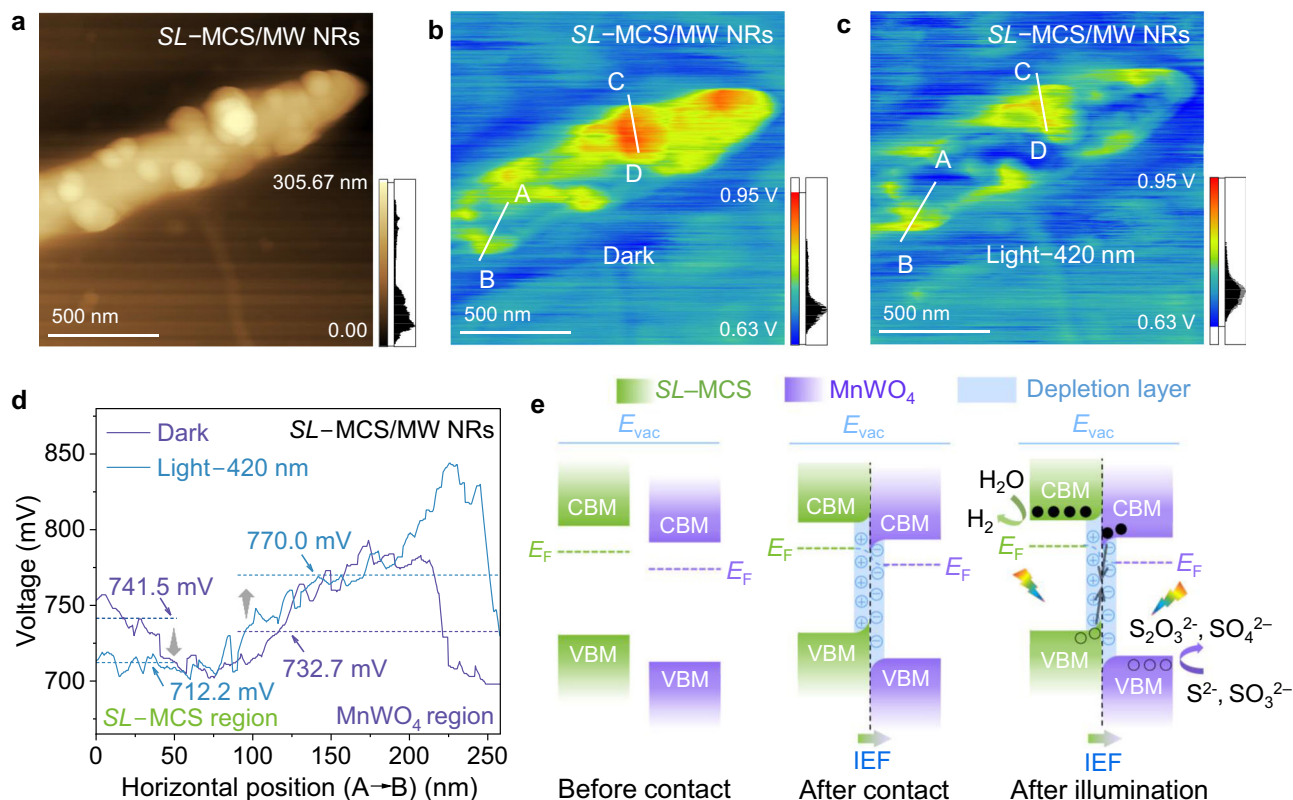 a
SL–MCS/MW NRs
305.67 nm
500 nm
0.00
b
SL–MCS/MW NRs
C
D
A
B
0.95 V
Dark
500 nm
0.63 V
c
SL–MCS/MW NRs
C
D
A
B
0.95 V
Light–420 nm
500 nm
0.63 V
d
Dark
Light–420 nm
SL–MCS/MW NRs
850
800
750
700
Voltage (mV)
741.5 mV
770.0 mV
712.2 mV
732.7 mV
SL–MCS region
MnWO₄ region
0
50
100
150
200
250
Horizontal position (A→B) (nm)
e
SL–MCS
MnWO₄
Depletion layer
Evac
CBM
CBM
EF
EF
VBM
VBM
Before contact
Evac
CBM
CBM
EF
EF
VBM
VBM
IEF
After contact
Evac
H₂O
H₂
CBM
CBM
EF
EF
S₂O₃²⁻, SO₄²⁻
VBM
VBM
S²⁻, SO₃²⁻
IEF
After illumination